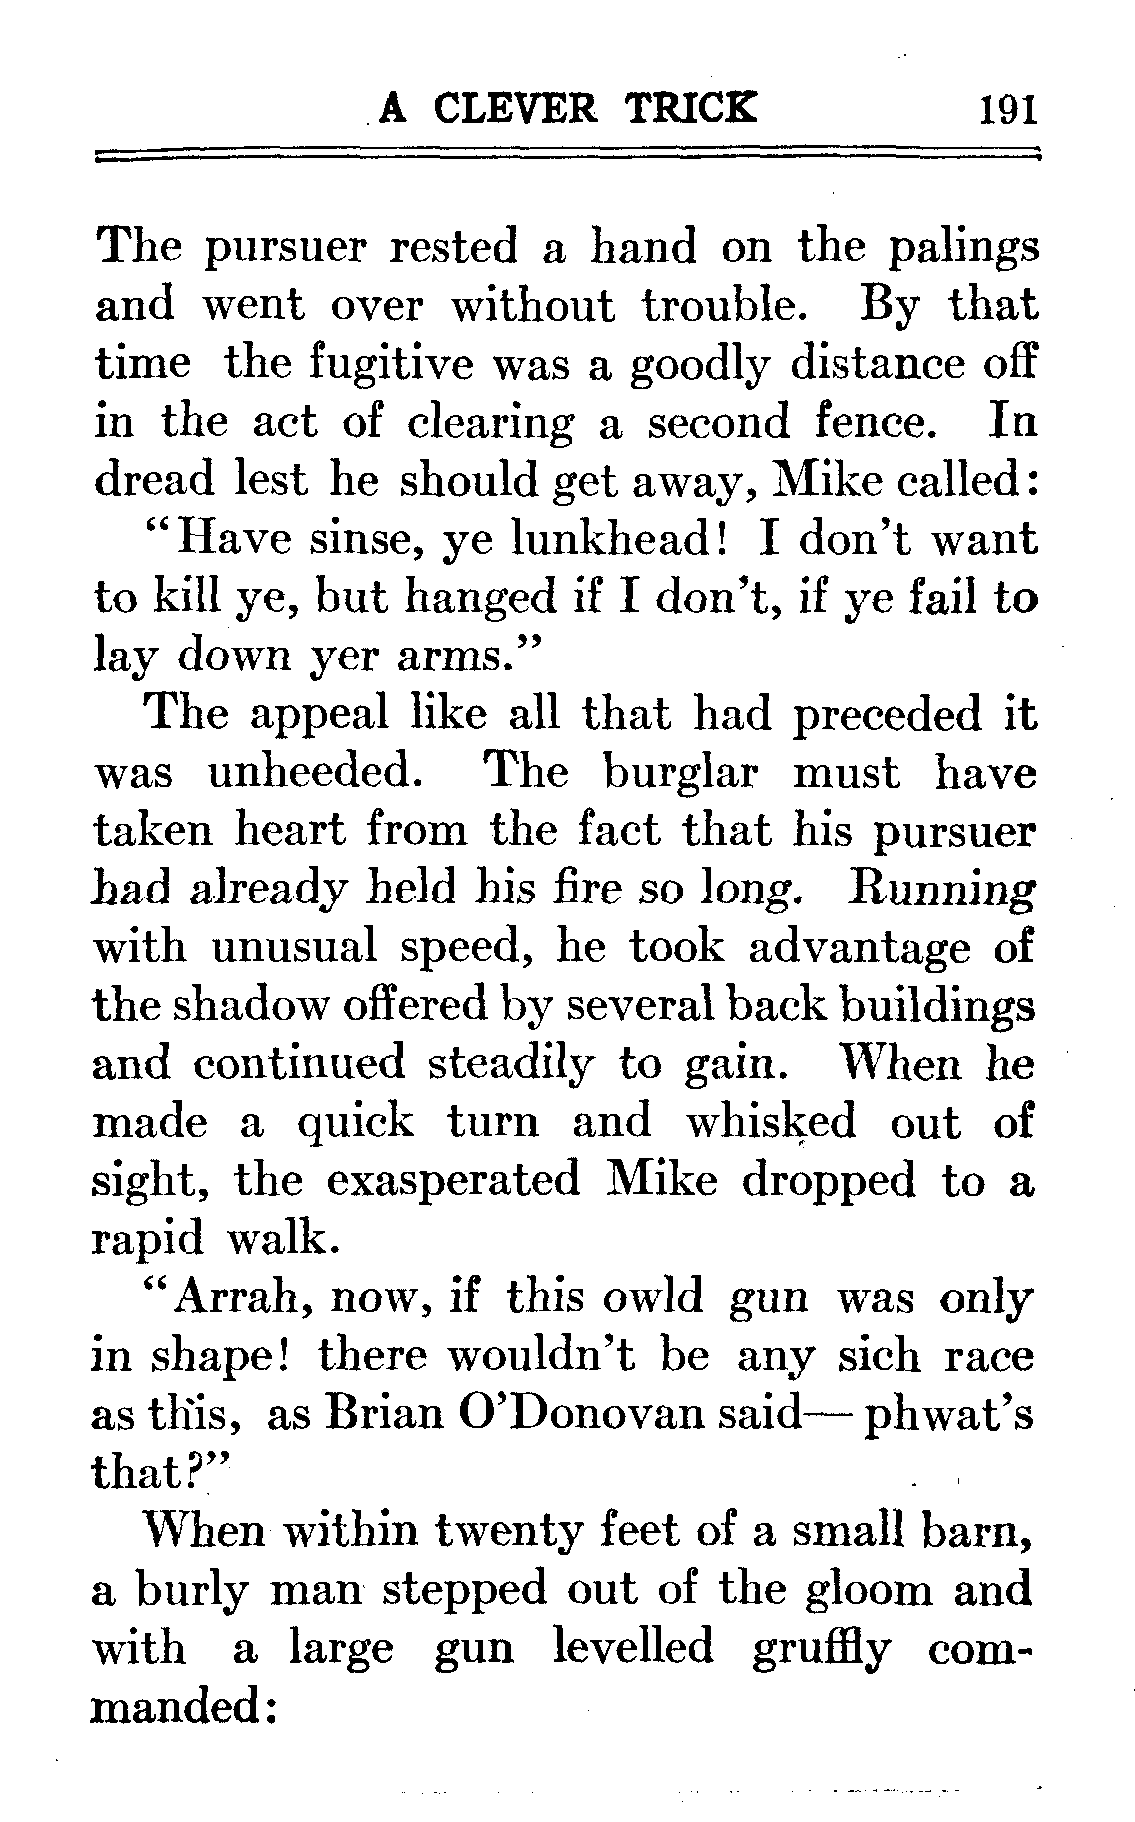 A CLEVER TRICK 191
The pursuer rested a hand on the palings
and went over without trouble. By that
time the fugitive was a goodly distance off
in the act of clearing a second fence. In
dread lest he should get away, Mike called:
“Have sinse, ye lunkhead! I don’t want
to kill ye, but hanged if I don’t, if ye fail to
lay down yer arms.”
The appeal like all that had preceded it
was unheeded. The burglar must have
taken heart from the fact that his pursuer
had already held his fire so long. Running
with unusual speed, he took advantage of
the shadow offered by several back buildings
and continued steadily to gain. When he
made a quick turn and whisked out of
sight, the exasperated Mike dropped to a
rapid walk.
“Arrah, now, if this owld gun was only
in shape! there wouldn’t be any sich race
as this, as Brian O’Donovan said— phwat’s
that?”
When within twenty feet of a small barn,
a burly man stepped out of the gloom and
with a large gun levelled gruffly com-
manded: